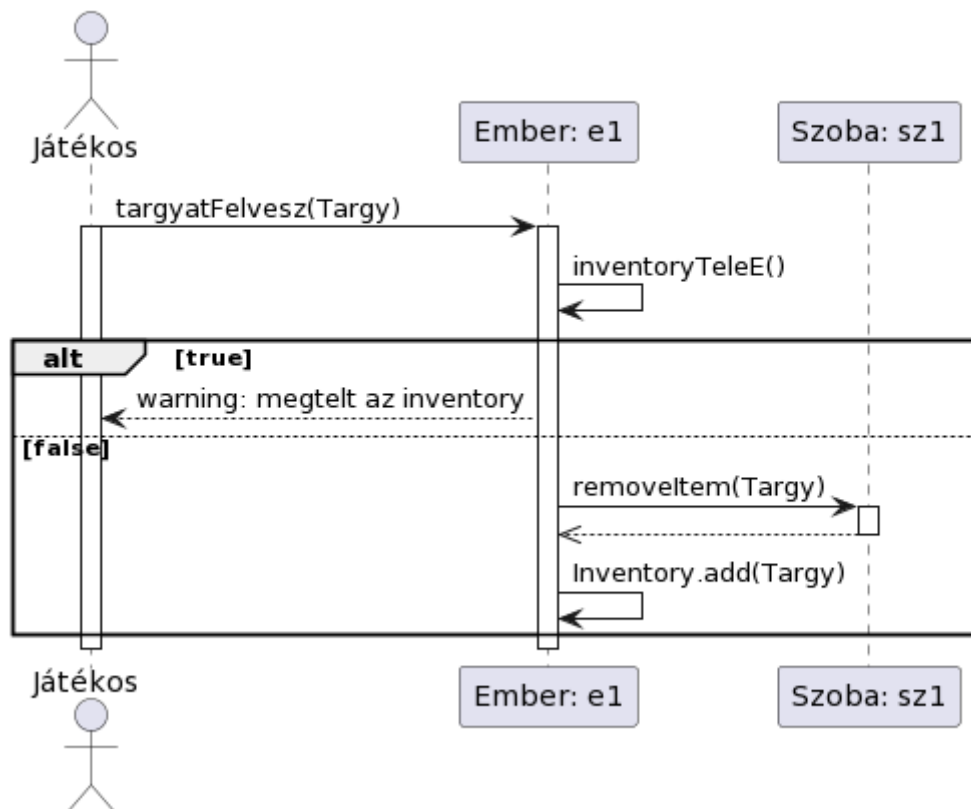 Játékos
Ember: e1
Szoba: sz1
targyatFelvesz(Targy)
inventoryTeleE()
alt [true]
warning: megtelt az inventory
[false]
removeItem(Targy)
Inventory.add(Targy)
Játékos
Ember: e1
Szoba: sz1